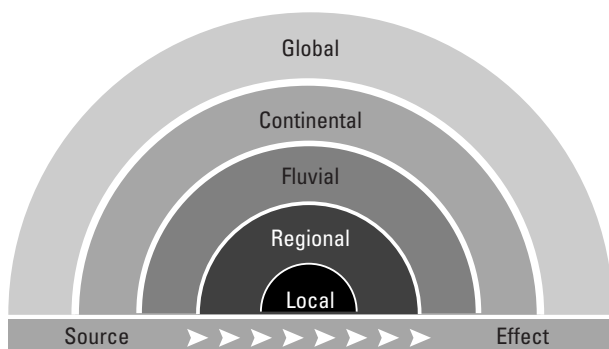 Global
Continental
Fluvial
Regional
Local
Source Effect